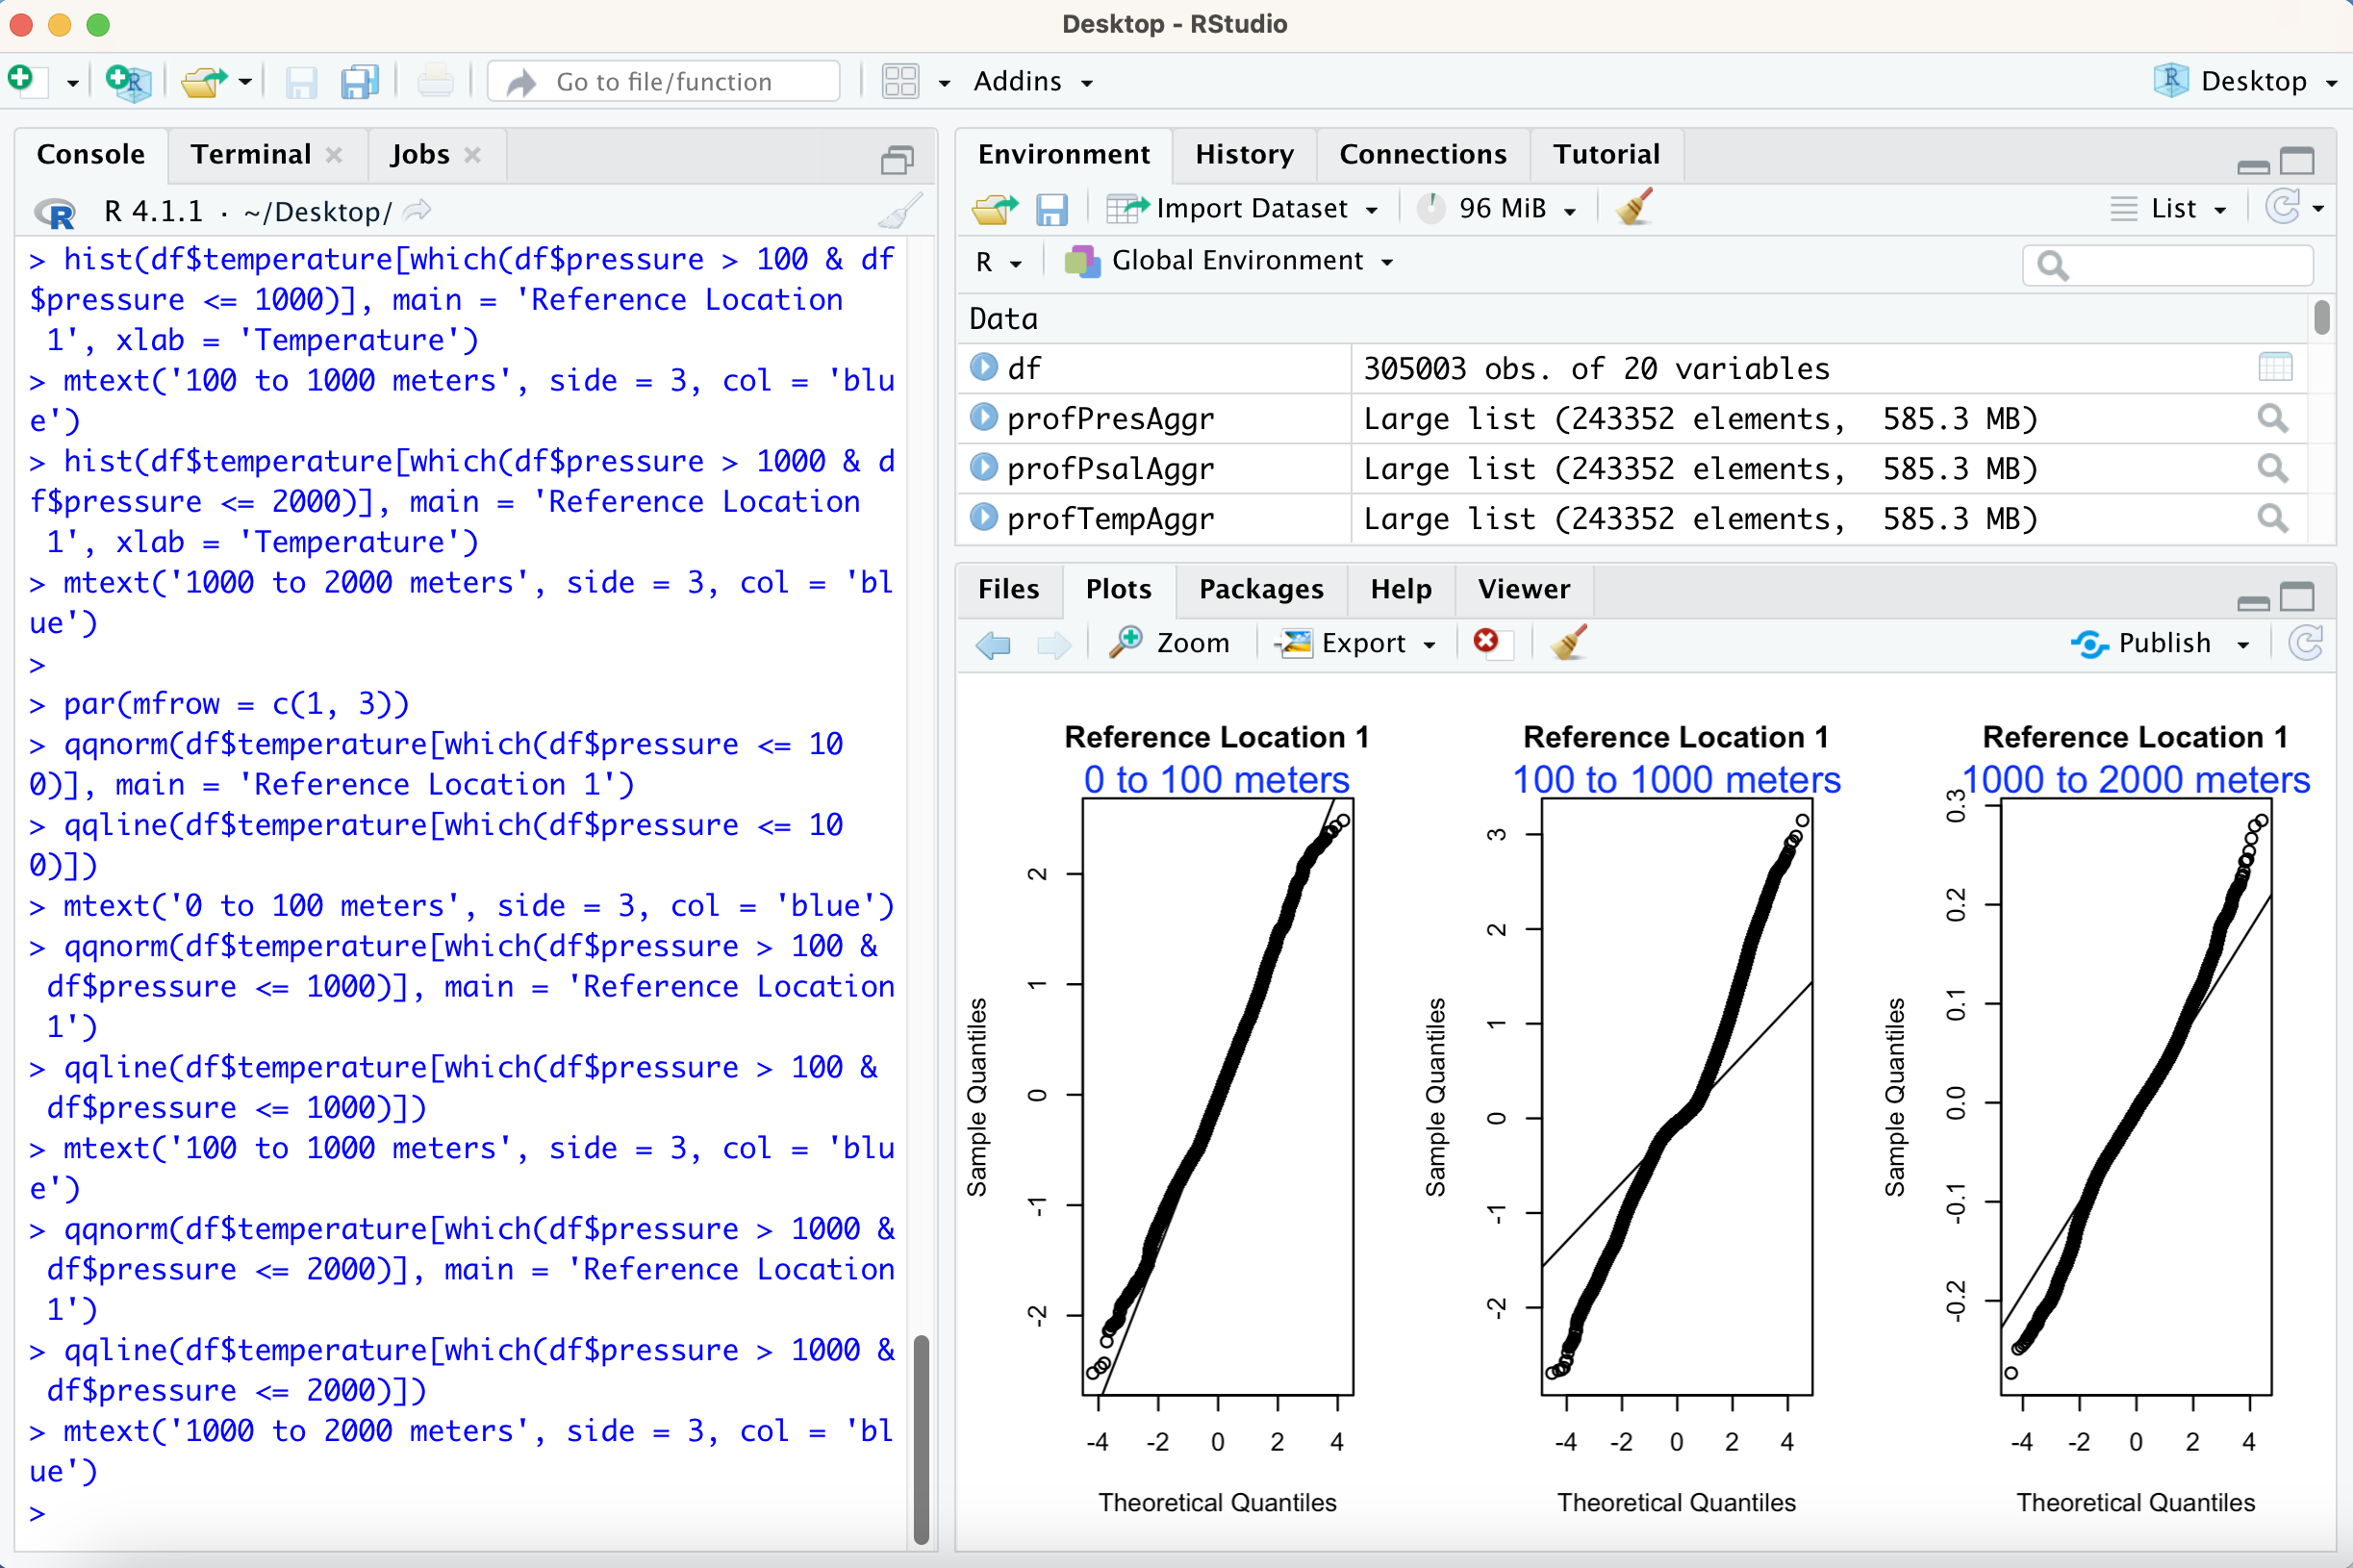 Desktop - RStudio
Go to file/function
Addins
Desktop
Console Terminal Jobs
R 4.1.1 · ~/Desktop/
> hist(df$temperature[which(df$pressure > 100 & df
$pressure <= 1000)], main = 'Reference Location
1', xlab = 'Temperature')
> mtext('100 to 1000 meters', side = 3, col = 'blu
e')
> hist(df$temperature[which(df$pressure > 1000 & d
f$pressure <= 2000)], main = 'Reference Location
1', xlab = 'Temperature')
> mtext('1000 to 2000 meters', side = 3, col = 'bl
ue')
>
> par(mfrow = c(1, 3))
> qqnorm(df$temperature[which(df$pressure <= 10
0)], main = 'Reference Location 1')
> qqline(df$temperature[which(df$pressure <= 10
0)])
> mtext('0 to 100 meters', side = 3, col = 'blue')
> qqnorm(df$temperature[which(df$pressure > 100 &
df$pressure <= 1000)], main = 'Reference Location
1')
> qqline(df$temperature[which(df$pressure > 100 &
df$pressure <= 1000)])
> mtext('100 to 1000 meters', side = 3, col = 'blu
e')
> qqnorm(df$temperature[which(df$pressure > 1000 &
df$pressure <= 2000)], main = 'Reference Location
1')
> qqline(df$temperature[which(df$pressure > 1000 &
df$pressure <= 2000)])
> mtext('1000 to 2000 meters', side = 3, col = 'bl
ue')
>
Environment History Connections Tutorial
Import Dataset 96 MiB List
R Global Environment
Data
df 305003 obs. of 20 variables
profPresAggr Large list (243352 elements, 585.3 MB)
profPsalAggr Large list (243352 elements, 585.3 MB)
profTempAggr Large list (243352 elements, 585.3 MB)
Files Plots Packages Help Viewer
Zoom Export Publish
Reference Location 1
0 to 100 meters
Sample Quantiles
2
1
0
-1
-2
-4 -2 0 2 4
Theoretical Quantiles
Reference Location 1
100 to 1000 meters
Sample Quantiles
3
2
1
0
-1
-2
-4 -2 0 2 4
Theoretical Quantiles
Reference Location 1
1000 to 2000 meters
Sample Quantiles
0.3
0.2
0.1
0.0
-0.1
-0.2
-4 -2 0 2 4
Theoretical Quantiles